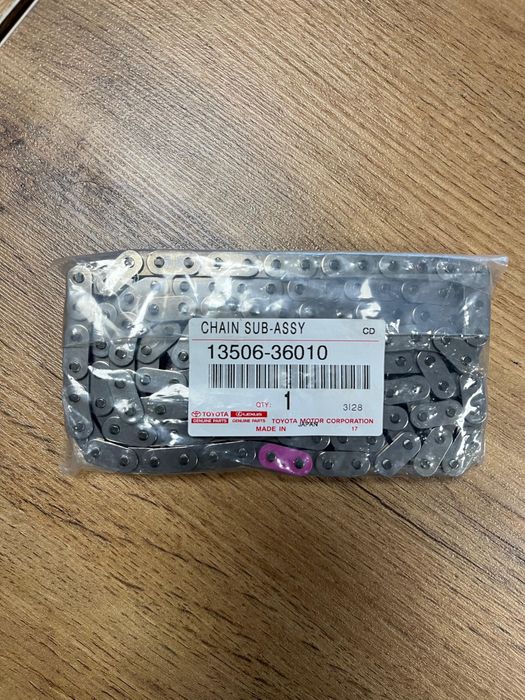 CHAIN SUB-ASSY CD
13506-36010
QTY: 1 3I28
TOYOTA LEXUS
GENUINE PARTS GENUINE PARTS TOYOTA MOTOR CORPORATION
MADE IN JAPAN 17